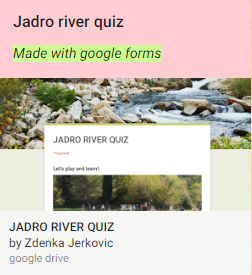 Jadro river quiz
Made with google forms
JADRO RIVER QUIZ
* Required
Let's play and learn!
JADRO RIVER QUIZ
by Zdenka Jerkovic
google drive